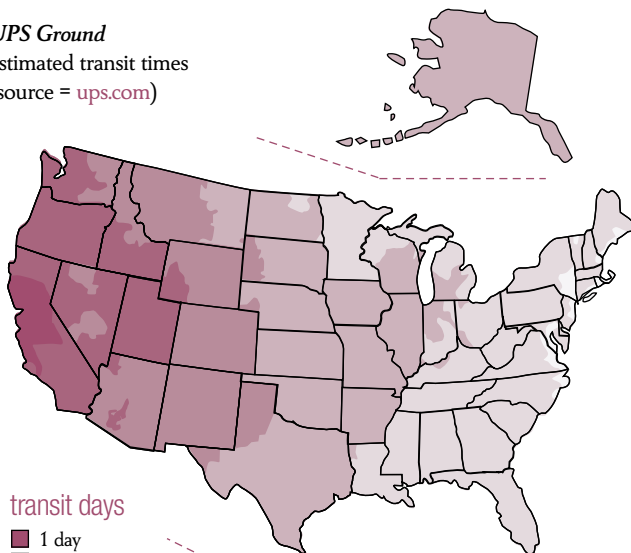 UPS Ground
stimated transit times
source = ups.com)
transit days
1 day